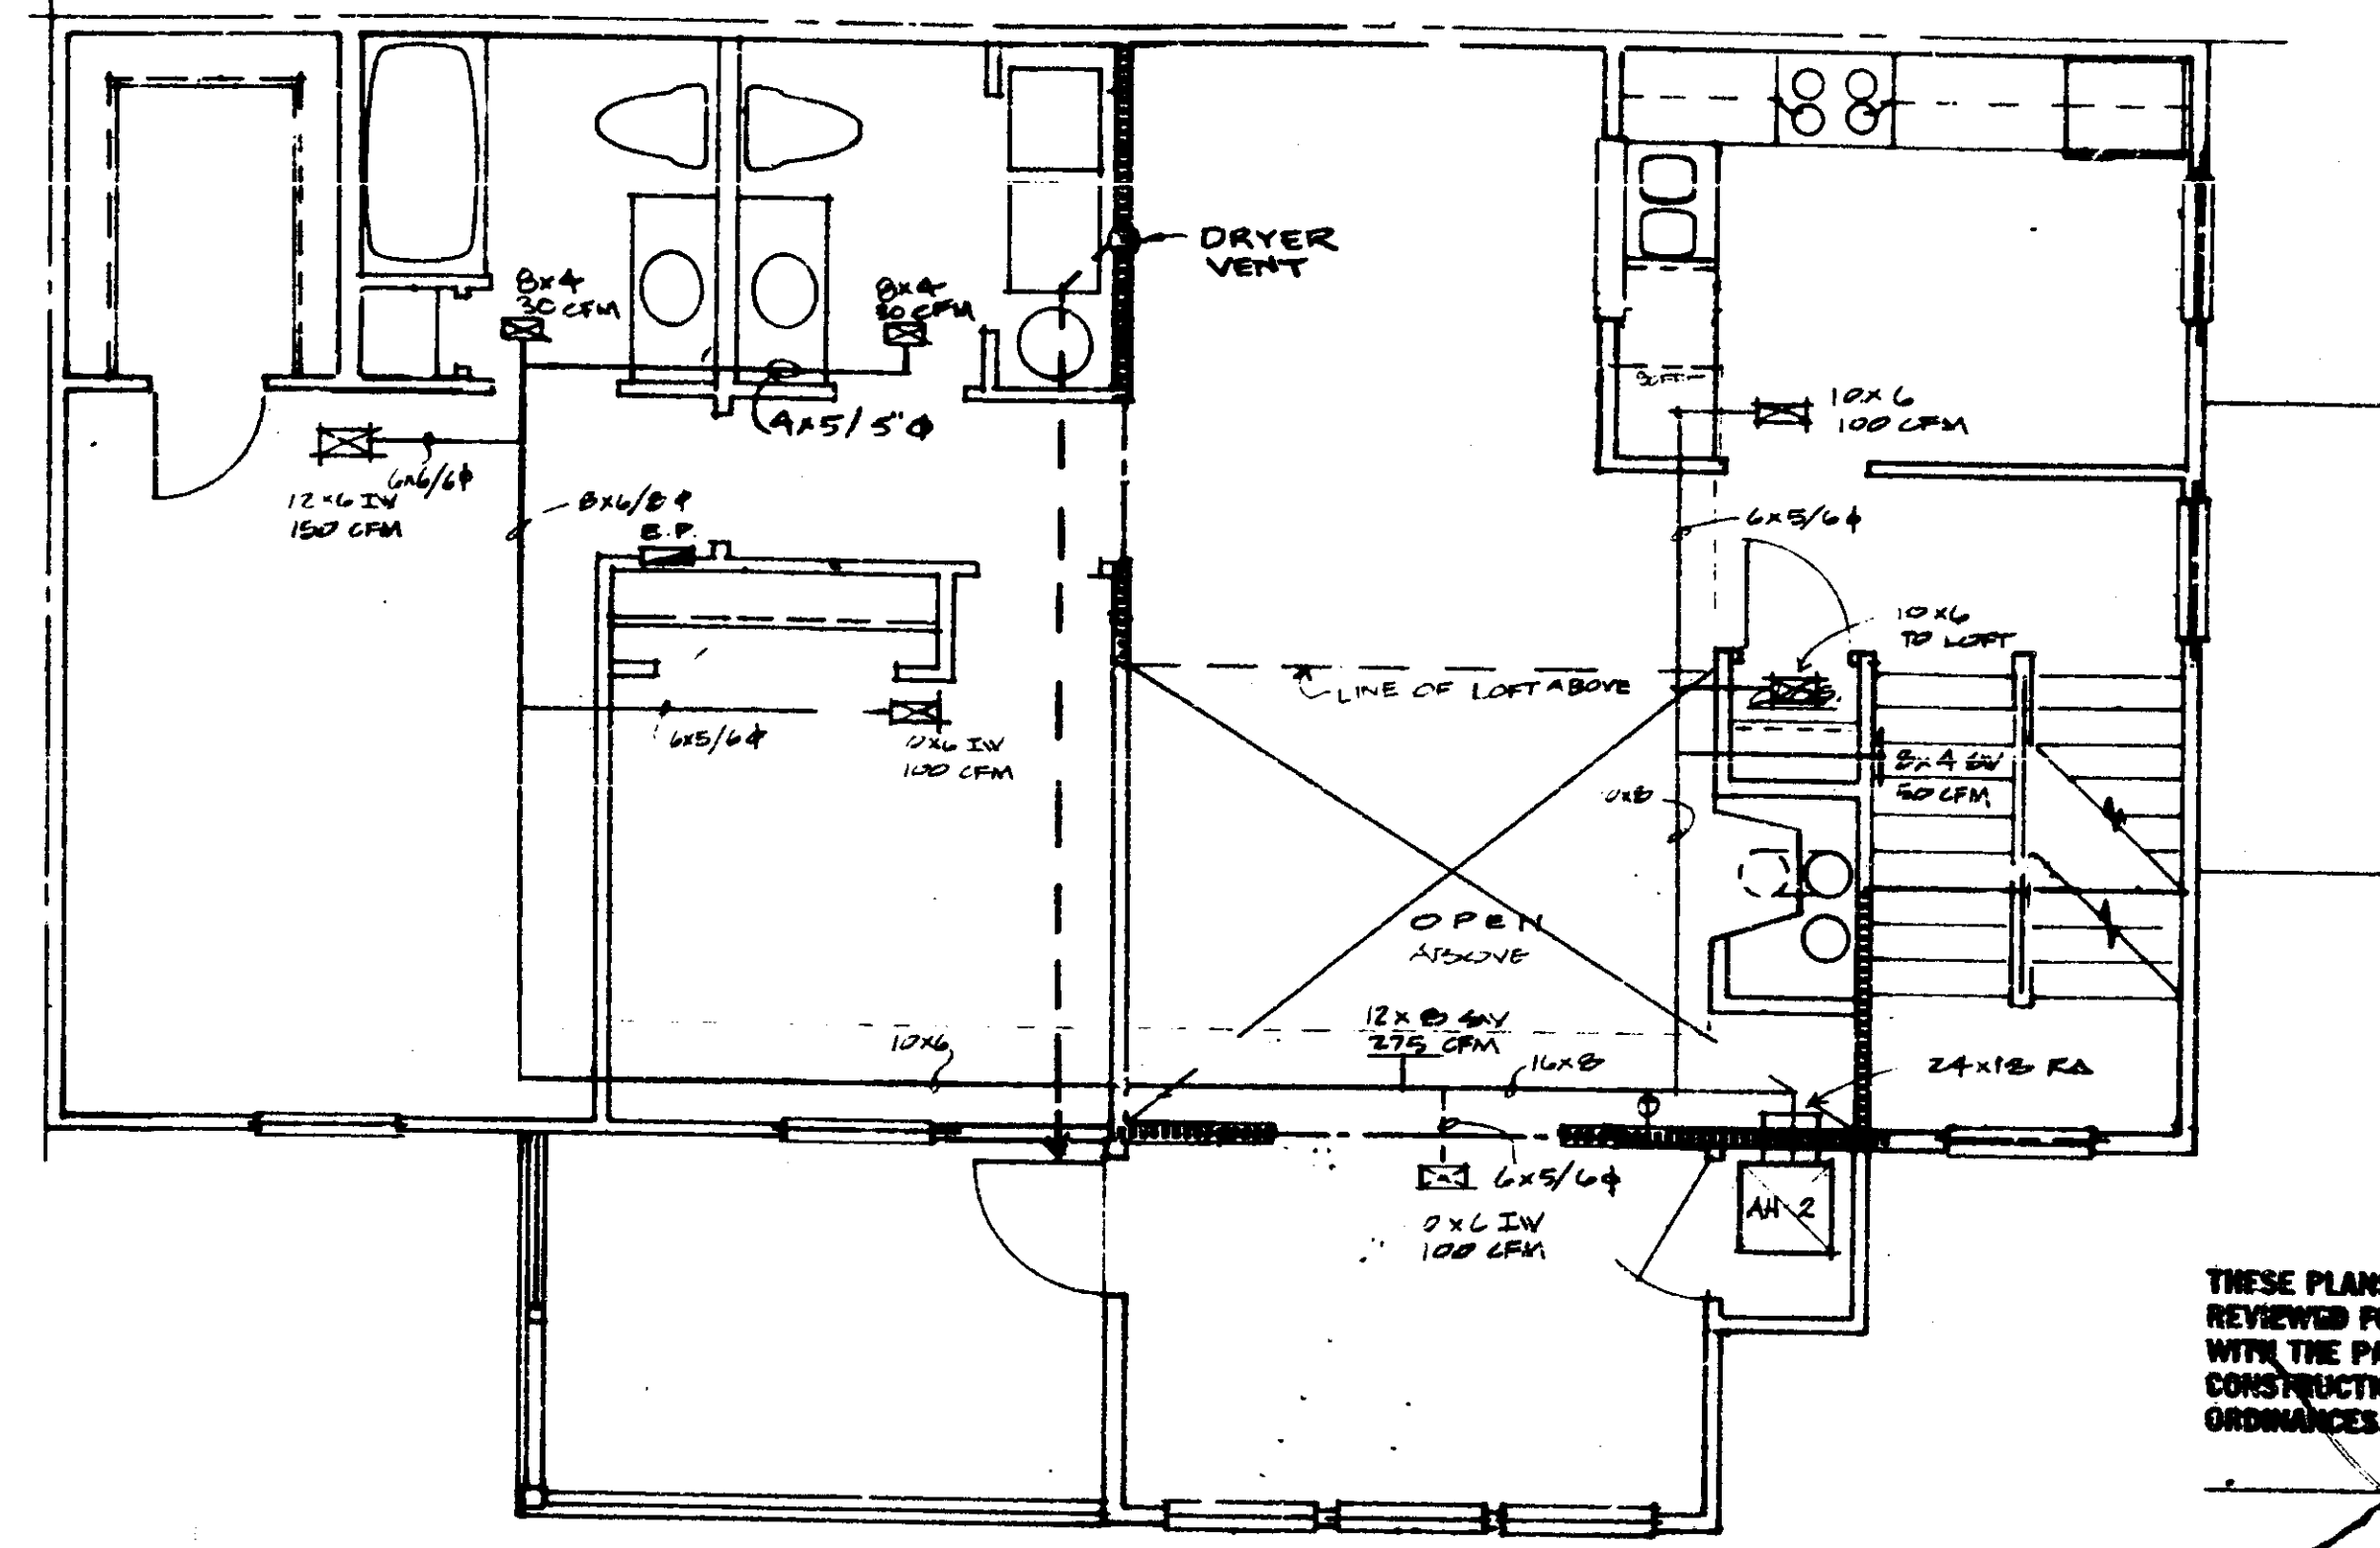 DRYER
VENT
8x4
30 CFM
8x4
30 CFM
10x6
100 CFM
4x5/5"ϕ
6x6/6ϕ
12x6 IW
150 CFM
8x6/8ϕ
E.P.
6x5/6ϕ
10x6
TO LOFT
LINE OF LOFT ABOVE
6x5/6ϕ
10x6 IW
100 CFM
8x4 SW
50 CFM
10x8
OPEN
ABOVE
12x8
275 CFM
10x6
16x8
24x18 RA
6x5/6ϕ
10x6 IW
100 CFM
AH 2
THESE PLANS
REVIEWED
WITH THE
ORDINANCES